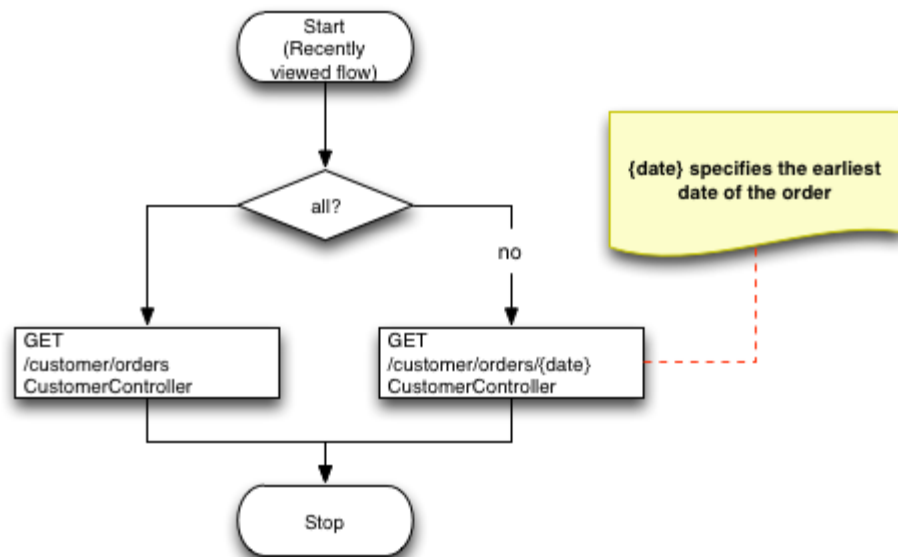 Start
(Recently
viewed flow)
{date} specifies the earliest
date of the order
all?
no
GET
/customer/orders
CustomerController
GET
/customer/orders/{date}
CustomerController
Stop